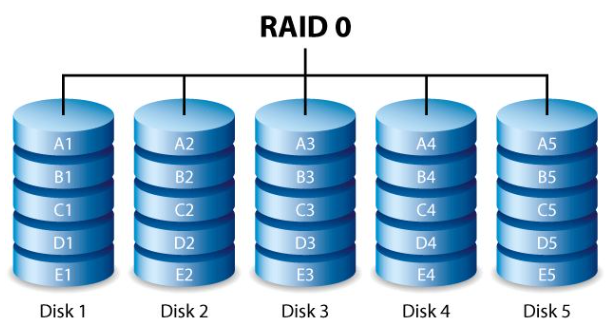 RAID 0
A1 A2 A3 A4 A5
B1 B2 B3 B4 B5
C1 C2 C3 C4 C5
D1 D2 D3 D4 D5
E1 E2 E3 E4 E5
Disk 1 Disk 2 Disk 3 Disk 4 Disk 5